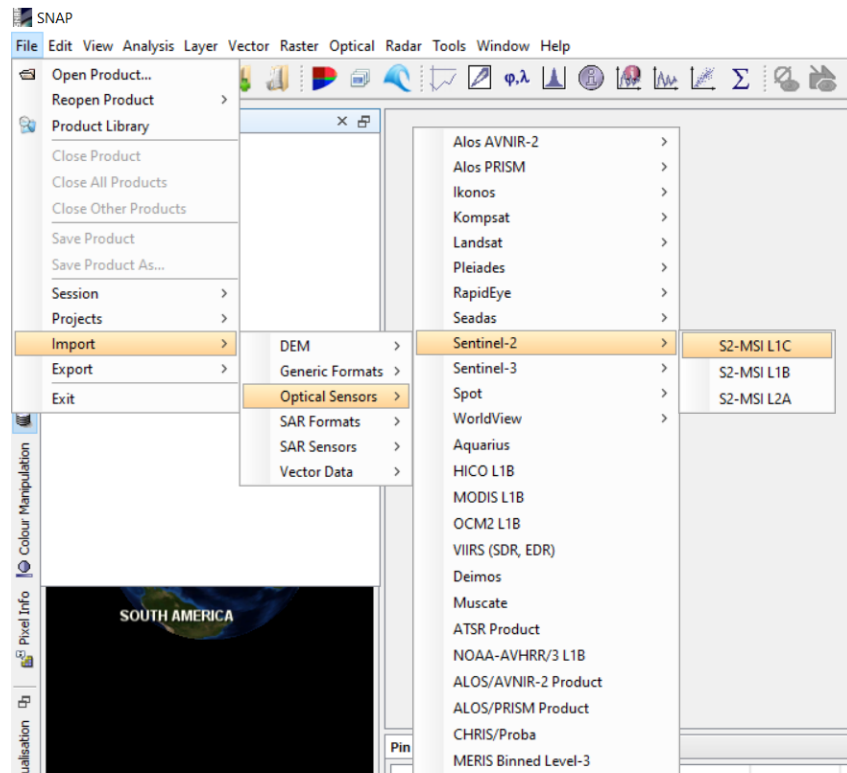 SNAP
File Edit View Analysis Layer Vector Raster Optical Radar Tools Window Help
Open Product...
Reopen Product
Product Library
Close Product
Close All Products
Close Other Products
Save Product
Save Product As...
Session
Projects
Import
Export
Exit
DEM
Generic Formats
Optical Sensors
SAR Formats
SAR Sensors
Vector Data
Alos AVNIR-2
Alos PRISM
Ikonos
Kompsat
Landsat
Pleiades
RapidEye
Seadas
Sentinel-2
Sentinel-3
Spot
WorldView
Aquarius
HICO L1B
MODIS L1B
OCM2 L1B
VIIRS (SDR, EDR)
Deimos
Muscate
ATSR Product
NOAA-AVHRR/3 L1B
ALOS/AVNIR-2 Product
ALOS/PRISM Product
CHRIS/Proba
MERIS Binned Level-3
S2-MSI L1C
S2-MSI L1B
S2-MSI L2A
φ,λ
Σ
Colour Manipulation
Pixel Info
ualisation
SOUTH AMERICA
Pin